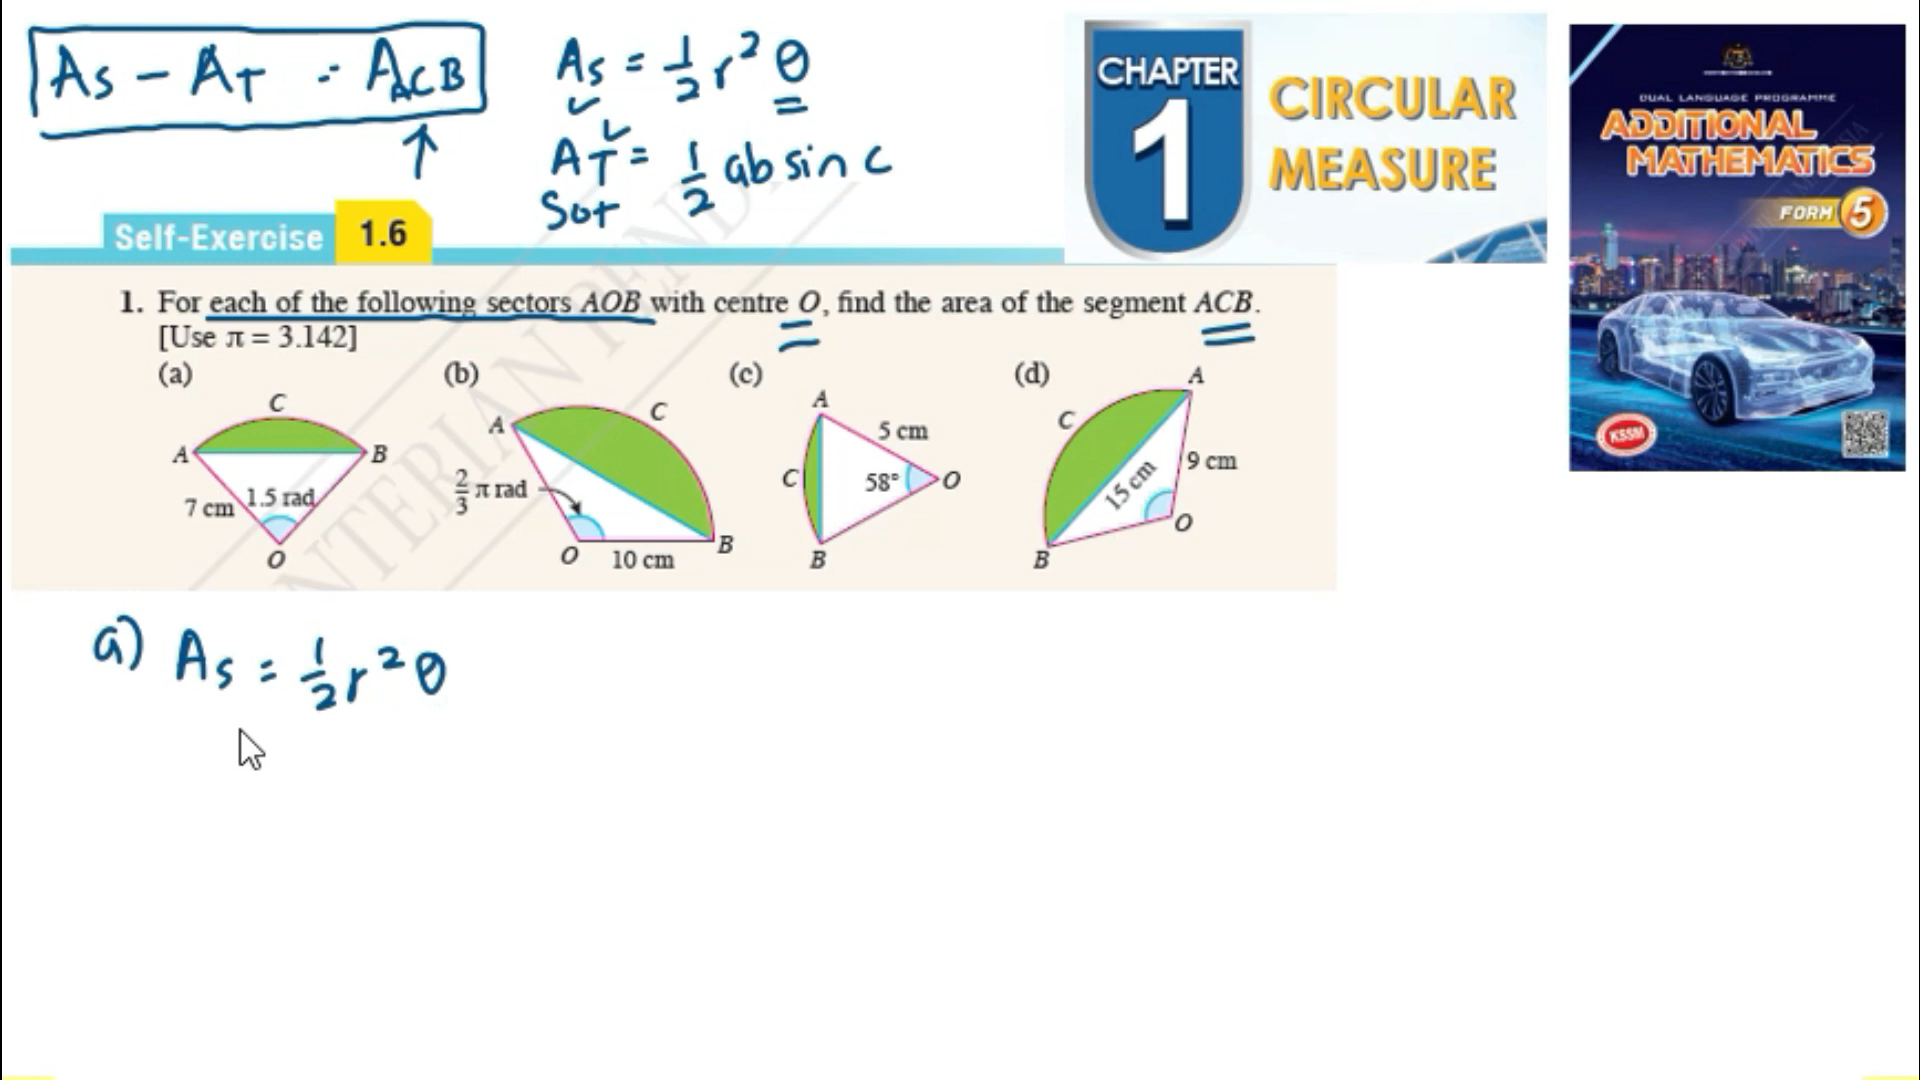 As - AT = AACB
As = 1/2 r² θ
AT = 1/2 ab sin c
Sot
CHAPTER
1
CIRCULAR
MEASURE
DUAL LANGUAGE PROGRAMME
ADDITIONAL
MATHEMATICS
FORM 5
KSSM
Self-Exercise 1.6
1. For each of the following sectors AOB with centre O, find the area of the segment ACB.
[Use π = 3.142]
(a)
C
A
B
7 cm
1.5 rad
O
(b)
A
C
2/3 π rad
O
10 cm
B
(c)
A
5 cm
C
58°
O
B
(d)
A
C
9 cm
15 cm
O
B
a) As = 1/2 r² θ